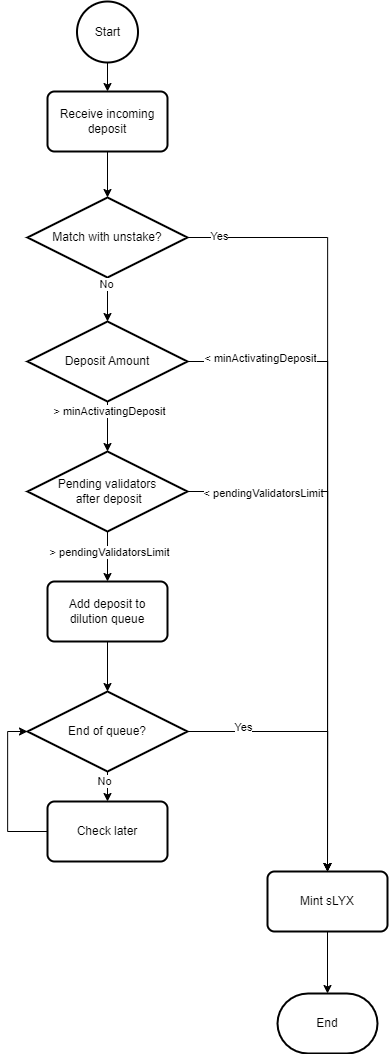 Start
Receive incoming
deposit
Match with unstake?
Yes
No
Deposit Amount
< minActivatingDeposit
> minActivatingDeposit
Pending validators
after deposit
< pendingValidatorsLimit
> pendingValidatorsLimit
Add deposit to
dilution queue
End of queue?
Yes
No
Check later
Mint sLYX
End